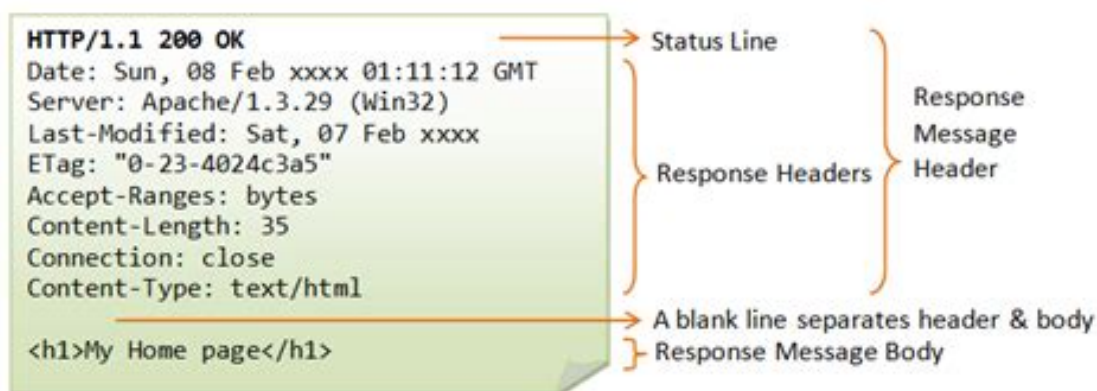 HTTP/1.1 200 OK
Date: Sun, 08 Feb xxxx 01:11:12 GMT
Server: Apache/1.3.29 (Win32)
Last-Modified: Sat, 07 Feb xxxx
ETag: "0-23-4024c3a5"
Accept-Ranges: bytes
Content-Length: 35
Connection: close
Content-Type: text/html
<h1>My Home page</h1>
Status Line
Response Headers
Response
Message
Header
A blank line separates header & body
Response Message Body